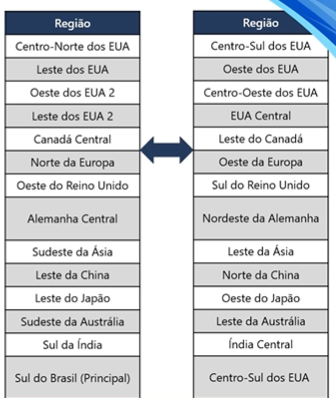 Região
Centro-Norte dos EUA
Leste dos EUA
Oeste dos EUA 2
Leste dos EUA 2
Canadá Central
Norte da Europa
Oeste do Reino Unido
Alemanha Central
Sudeste da Ásia
Leste da China
Leste do Japão
Sudeste da Austrália
Sul da Índia
Sul do Brasil (Principal)
Região
Centro-Sul dos EUA
Oeste dos EUA
Centro-Oeste dos EUA
EUA Central
Leste do Canadá
Oeste da Europa
Sul do Reino Unido
Nordeste da Alemanha
Leste da Ásia
Norte da China
Oeste do Japão
Leste da Austrália
Índia Central
Centro-Sul dos EUA